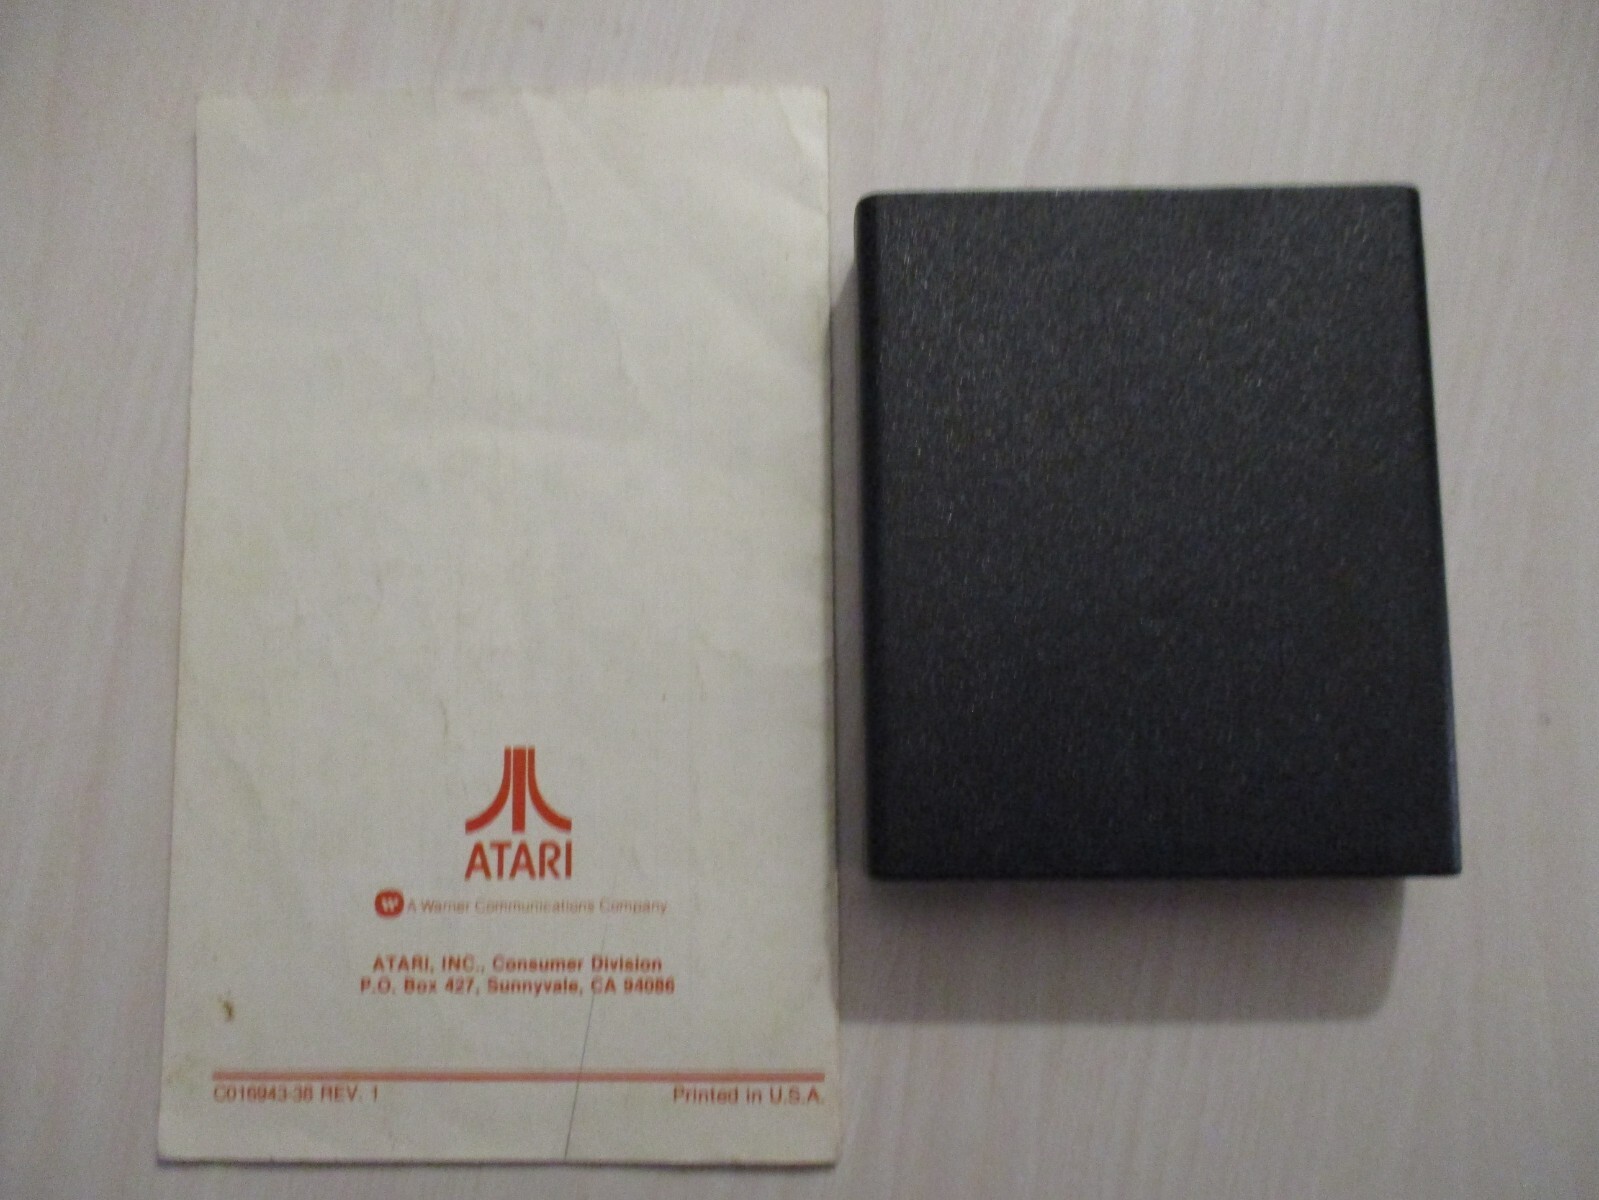 ATARI
W A Warner Communications Company
ATARI, INC., Consumer Division
P.O. Box 427, Sunnyvale, CA 94086
C016943-38 REV. 1
Printed in U.S.A.